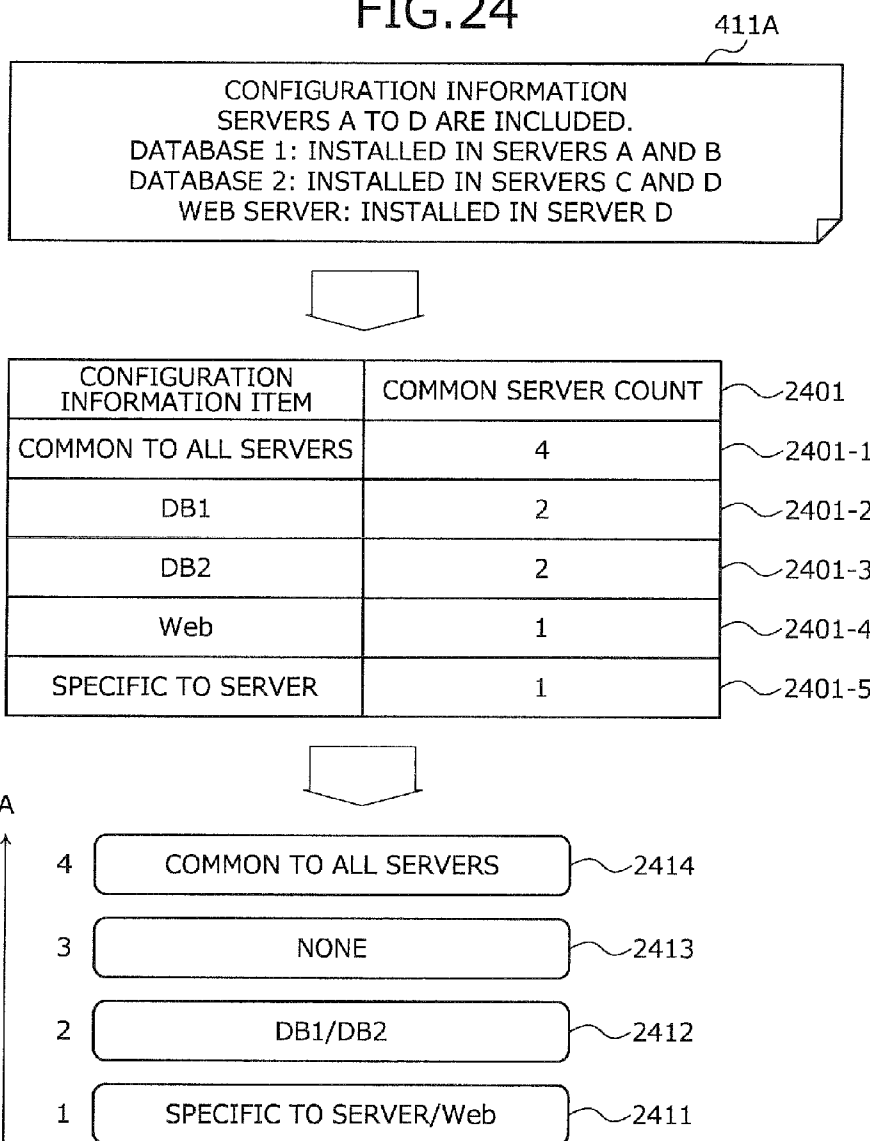 FIG.24
411A
CONFIGURATION INFORMATION
SERVERS A TO D ARE INCLUDED.
DATABASE 1: INSTALLED IN SERVERS A AND B
DATABASE 2: INSTALLED IN SERVERS C AND D
WEB SERVER: INSTALLED IN SERVER D
CONFIGURATION INFORMATION ITEM
COMMON SERVER COUNT
2401
COMMON TO ALL SERVERS
4
2401-1
DB1
2
2401-2
DB2
2
2401-3
Web
1
2401-4
SPECIFIC TO SERVER
1
2401-5
A
4
COMMON TO ALL SERVERS
2414
3
NONE
2413
2
DB1/DB2
2412
1
SPECIFIC TO SERVER/Web
2411